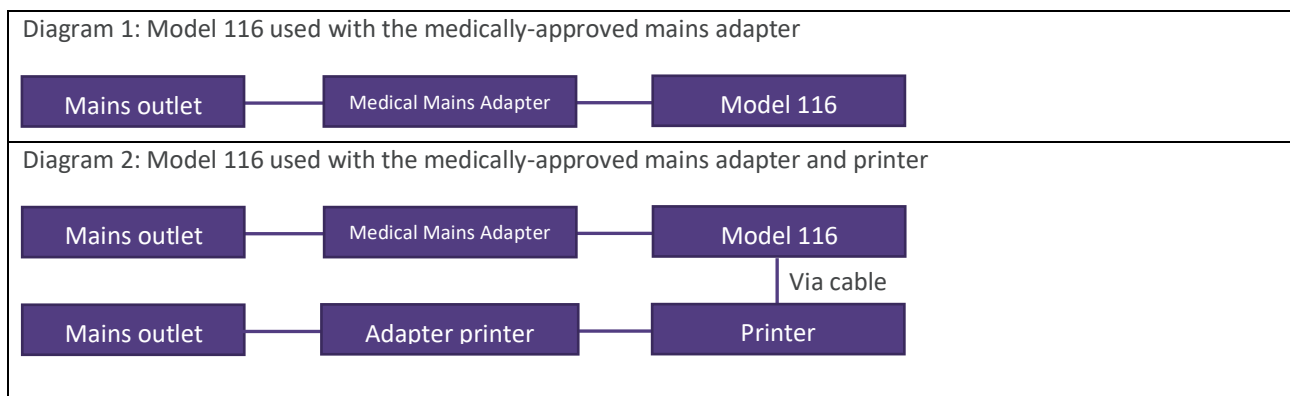 Diagram 1: Model 116 used with the medically-approved mains adapter
Mains outlet
Medical Mains Adapter
Model 116
Diagram 2: Model 116 used with the medically-approved mains adapter and printer
Mains outlet
Medical Mains Adapter
Model 116
Via cable
Mains outlet
Adapter printer
Printer